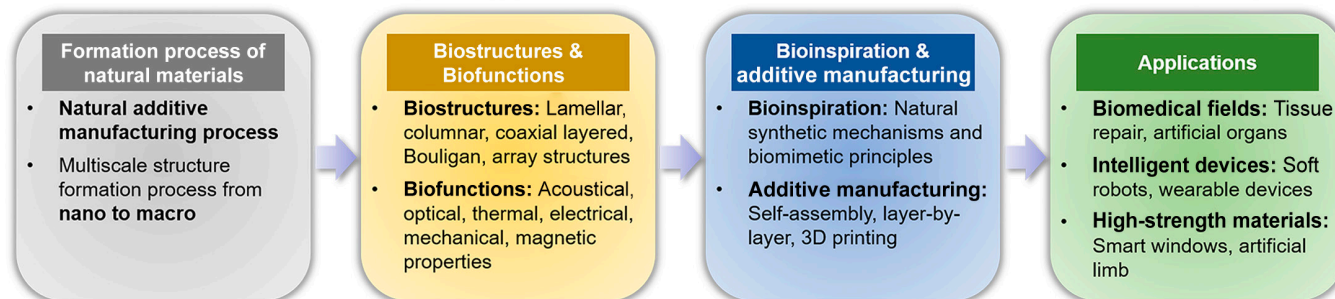 Formation process of
natural materials
• Natural additive
manufacturing process
• Multiscale structure
formation process from
nano to macro
Biostructures &
Biofunctions
• Biostructures: Lamellar,
columnar, coaxial layered,
Bouligan, array structures
• Biofunctions: Acoustical,
optical, thermal, electrical,
mechanical, magnetic
properties
Bioinspiration &
additive manufacturing
• Bioinspiration: Natural
synthetic mechanisms and
biomimetic principles
• Additive manufacturing:
Self-assembly, layer-by-
layer, 3D printing
Applications
• Biomedical fields: Tissue
repair, artificial organs
• Intelligent devices: Soft
robots, wearable devices
• High-strength materials:
Smart windows, artificial
limb